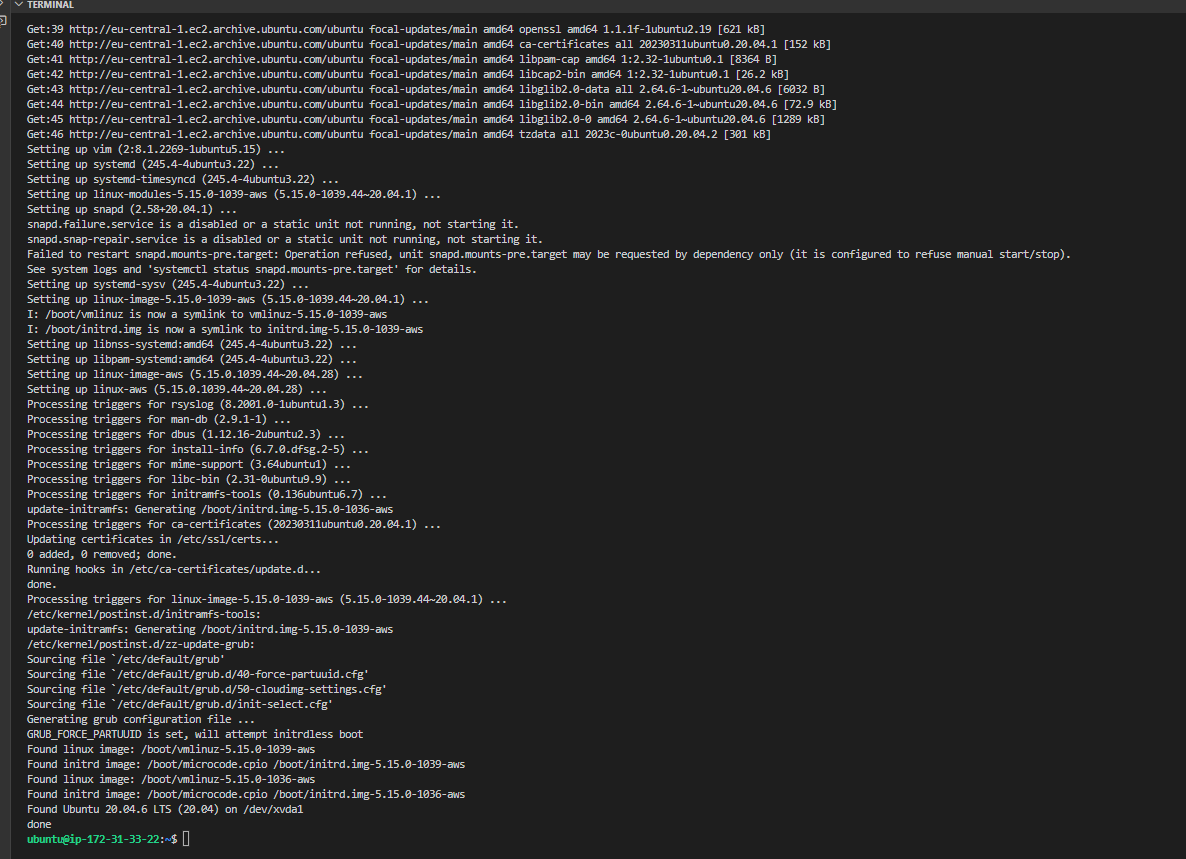 TERMINAL
Get:39 http://eu-central-1.ec2.archive.ubuntu.com/ubuntu focal-updates/main amd64 openssl amd64 1.1.1f-1ubuntu2.19 [621 kB]
Get:40 http://eu-central-1.ec2.archive.ubuntu.com/ubuntu focal-updates/main amd64 ca-certificates all 20230311ubuntu0.20.04.1 [152 kB]
Get:41 http://eu-central-1.ec2.archive.ubuntu.com/ubuntu focal-updates/main amd64 libpam-cap amd64 1:2.32-1ubuntu0.1 [8364 B]
Get:42 http://eu-central-1.ec2.archive.ubuntu.com/ubuntu focal-updates/main amd64 libcap2-bin amd64 1:2.32-1ubuntu0.1 [26.2 kB]
Get:43 http://eu-central-1.ec2.archive.ubuntu.com/ubuntu focal-updates/main amd64 libglib2.0-data all 2.64.6-1~ubuntu20.04.6 [6032 B]
Get:44 http://eu-central-1.ec2.archive.ubuntu.com/ubuntu focal-updates/main amd64 libglib2.0-bin amd64 2.64.6-1~ubuntu20.04.6 [72.9 kB]
Get:45 http://eu-central-1.ec2.archive.ubuntu.com/ubuntu focal-updates/main amd64 libglib2.0-0 amd64 2.64.6-1~ubuntu20.04.6 [1289 kB]
Get:46 http://eu-central-1.ec2.archive.ubuntu.com/ubuntu focal-updates/main amd64 tzdata all 2023c-0ubuntu0.20.04.2 [301 kB]
Setting up vim (2:8.1.2269-1ubuntu5.15) ...
Setting up systemd (245.4-4ubuntu3.22) ...
Setting up systemd-timesyncd (245.4-4ubuntu3.22) ...
Setting up linux-modules-5.15.0-1039-aws (5.15.0-1039.44~20.04.1) ...
Setting up snapd (2.58+20.04.1) ...
snapd.failure.service is a disabled or a static unit not running, not starting it.
snapd.snap-repair.service is a disabled or a static unit not running, not starting it.
Failed to restart snapd.mounts-pre.target: Operation refused, unit snapd.mounts-pre.target may be requested by dependency only (it is configured to refuse manual start/stop).
See system logs and 'systemctl status snapd.mounts-pre.target' for details.
Setting up systemd-sysv (245.4-4ubuntu3.22) ...
Setting up linux-image-5.15.0-1039-aws (5.15.0-1039.44~20.04.1) ...
I: /boot/vmlinuz is now a symlink to vmlinuz-5.15.0-1039-aws
I: /boot/initrd.img is now a symlink to initrd.img-5.15.0-1039-aws
Setting up libnss-systemd:amd64 (245.4-4ubuntu3.22) ...
Setting up libpam-systemd:amd64 (245.4-4ubuntu3.22) ...
Setting up linux-image-aws (5.15.0.1039.44~20.04.28) ...
Setting up linux-aws (5.15.0.1039.44~20.04.28) ...
Processing triggers for rsyslog (8.2001.0-1ubuntu1.3) ...
Processing triggers for man-db (2.9.1-1) ...
Processing triggers for dbus (1.12.16-2ubuntu2.3) ...
Processing triggers for install-info (6.7.0.dfsg.2-5) ...
Processing triggers for mime-support (3.64ubuntu1) ...
Processing triggers for libc-bin (2.31-0ubuntu9.9) ...
Processing triggers for initramfs-tools (0.136ubuntu6.7) ...
update-initramfs: Generating /boot/initrd.img-5.15.0-1036-aws
Processing triggers for ca-certificates (20230311ubuntu0.20.04.1) ...
Updating certificates in /etc/ssl/certs...
0 added, 0 removed; done.
Running hooks in /etc/ca-certificates/update.d...
done.
Processing triggers for linux-image-5.15.0-1039-aws (5.15.0-1039.44~20.04.1) ...
/etc/kernel/postinst.d/initramfs-tools:
update-initramfs: Generating /boot/initrd.img-5.15.0-1039-aws
/etc/kernel/postinst.d/zz-update-grub:
Sourcing file `/etc/default/grub'
Sourcing file `/etc/default/grub.d/40-force-partuuid.cfg'
Sourcing file `/etc/default/grub.d/50-cloudimg-settings.cfg'
Sourcing file `/etc/default/grub.d/init-select.cfg'
Generating grub configuration file ...
GRUB_FORCE_PARTUUID is set, will attempt initrdless boot
Found linux image: /boot/vmlinuz-5.15.0-1039-aws
Found initrd image: /boot/microcode.cpio /boot/initrd.img-5.15.0-1039-aws
Found linux image: /boot/vmlinuz-5.15.0-1036-aws
Found initrd image: /boot/microcode.cpio /boot/initrd.img-5.15.0-1036-aws
Found Ubuntu 20.04.6 LTS (20.04) on /dev/xvda1
done
ubuntu@ip-172-31-33-22:~$